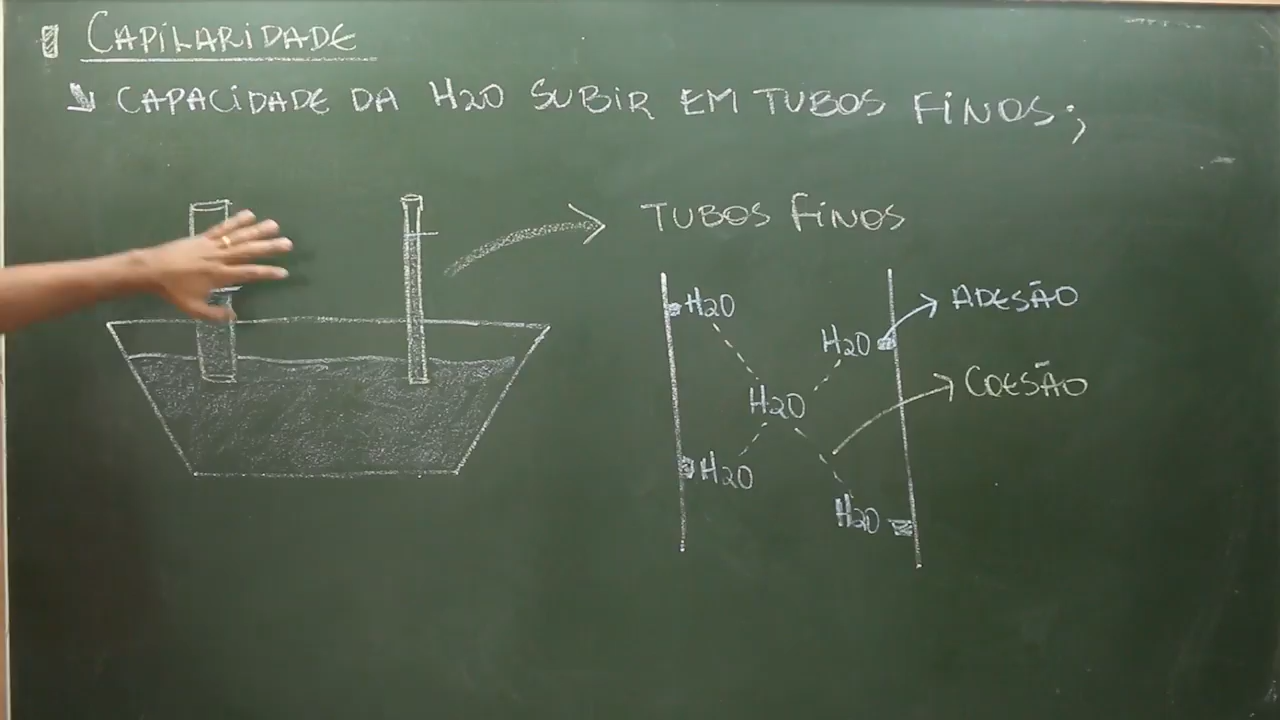 CAPILARIDADE
CAPACIDADE DA H2O SUBIR EM TUBOS FINOS;
TUBOS FINOS
H2O
ADESÃO
H2O
COESÃO
H2O
H2O
H2O